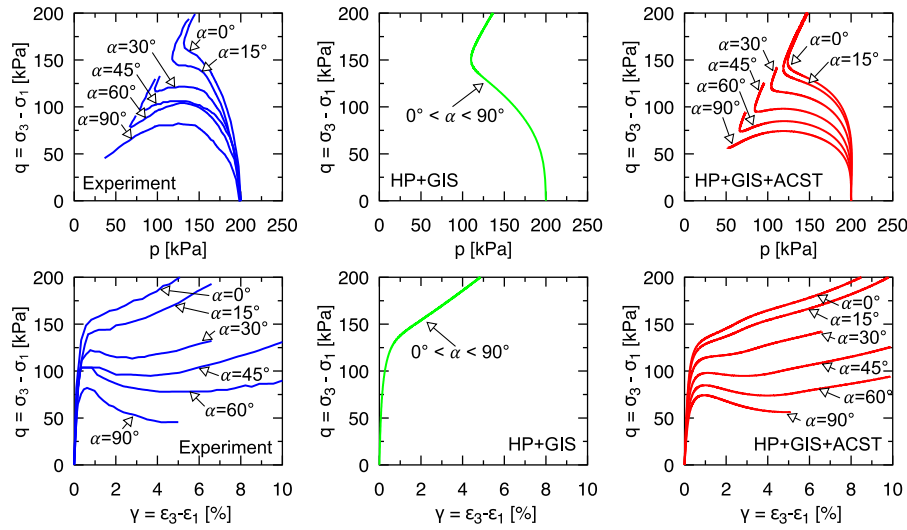 200
150
100
50
0
q = σ₃ - σ₁ [kPa]
α=0°
α=15°
α=30°
α=45°
α=60°
α=90°
Experiment
0 50 100 150 200 250
p [kPa]
200
150
100
50
0
q = σ₃ - σ₁ [kPa]
0° < α < 90°
HP+GIS
0 50 100 150 200 250
p [kPa]
200
150
100
50
0
q = σ₃ - σ₁ [kPa]
α=0°
α=15°
α=30°
α=45°
α=60°
α=90°
HP+GIS+ACST
0 50 100 150 200 250
p [kPa]
200
150
100
50
0
q = σ₃ - σ₁ [kPa]
α=0°
α=15°
α=30°
α=45°
α=60°
α=90°
Experiment
0 2 4 6 8 10
γ = ε₃-ε₁ [%]
200
150
100
50
0
q = σ₃ - σ₁ [kPa]
0° < α < 90°
HP+GIS
0 2 4 6 8 10
γ = ε₃-ε₁ [%]
200
150
100
50
0
q = σ₃ - σ₁ [kPa]
α=0°
α=15°
α=30°
α=45°
α=60°
α=90°
HP+GIS+ACST
0 2 4 6 8 10
γ = ε₃-ε₁ [%]